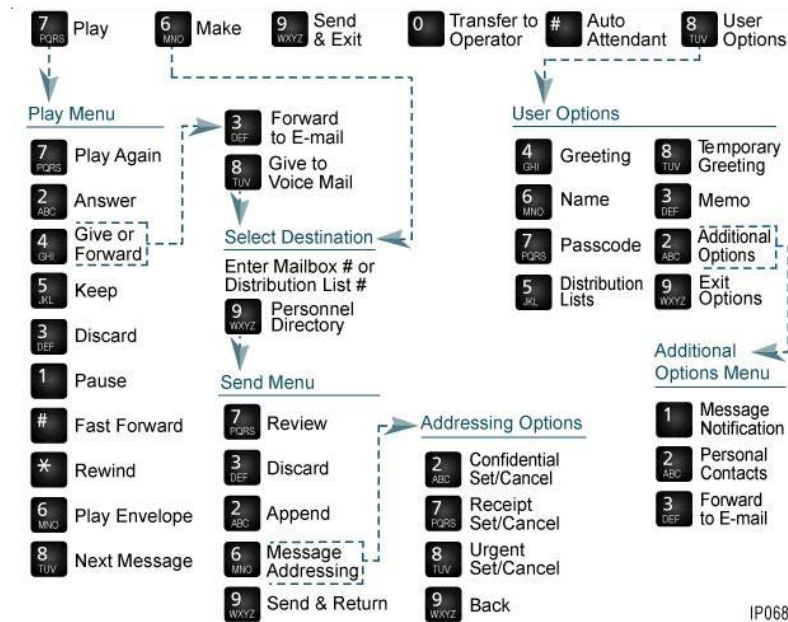 7 PQRS Play
6 MNO Make
9 WXYZ Send & Exit
0 Transfer to Operator
# Auto Attendant
8 TUV User Options
Play Menu
7 PQRS Play Again
2 ABC Answer
4 GHI Give or Forward
5 JKL Keep
3 DEF Discard
1 Pause
# Fast Forward
* Rewind
6 MNO Play Envelope
8 TUV Next Message
3 DEF Forward to E-mail
8 TUV Give to Voice Mail
Select Destination
Enter Mailbox # or
Distribution List #
9 WXYZ Personnel Directory
Send Menu
7 PQRS Review
3 DEF Discard
2 ABC Append
6 MNO Message Addressing
9 WXYZ Send & Return
Addressing Options
2 ABC Confidential Set/Cancel
7 PQRS Receipt Set/Cancel
8 TUV Urgent Set/Cancel
9 WXYZ Back
User Options
4 GHI Greeting
6 MNO Name
7 PQRS Passcode
5 JKL Distribution Lists
8 TUV Temporary Greeting
3 DEF Memo
2 ABC Additional Options
9 WXYZ Exit Options
Additional
Options Menu
1 Message Notification
2 ABC Personal Contacts
3 DEF Forward to E-mail
IP068